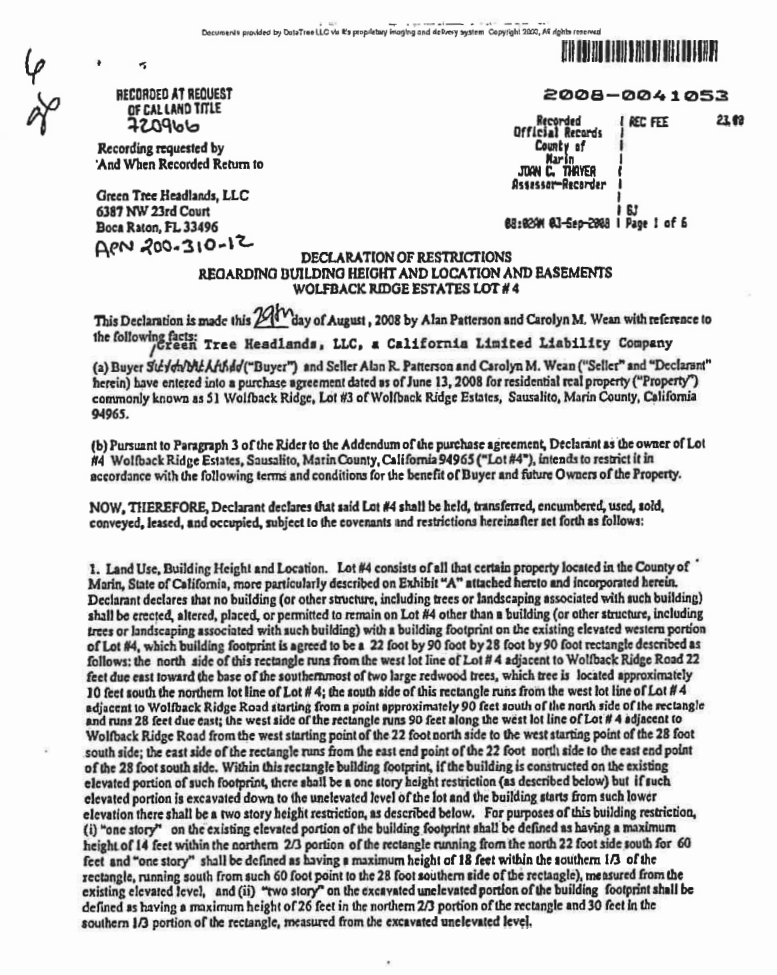 Documents provided by DataTree LLC via it's proprietary imaging and delivery system Copyright 2000, All rights reserved
RECORDED AT REQUEST
OF CAL LAND TITLE
720966
Recording requested by
'And When Recorded Return to
Green Tree Headlands, LLC
6387 NW 23rd Court
Boca Raton, FL 33496
APN 200-310-12
2008-0041053
Recorded | REC FEE 23.00
Official Records |
County of |
Marin |
JOAN C. THAYER |
Assessor-Recorder |
|
| GJ
08:02AM 03-Sep-2008 | Page 1 of 6
DECLARATION OF RESTRICTIONS
REGARDING BUILDING HEIGHT AND LOCATION AND EASEMENTS
WOLFBACK RIDGE ESTATES LOT # 4
This Declaration is made this 29th day of August , 2008 by Alan Patterson and Carolyn M. Wean with reference to
the following facts:
Green Tree Headlands, LLC, a California Limited Liability Company
(a) Buyer ("Buyer") and Seller Alan R. Patterson and Carolyn M. Wean ("Seller" and "Declarant"
herein) have entered into a purchase agreement dated as of June 13, 2008 for residential real property ("Property")
commonly known as 51 Wolfback Ridge, Lot #3 of Wolfback Ridge Estates, Sausalito, Marin County, California
94965.
(b) Pursuant to Paragraph 3 of the Rider to the Addendum of the purchase agreement, Declarant as the owner of Lot
#4 Wolfback Ridge Estates, Sausalito, Marin County, California 94965 ("Lot #4"), intends to restrict it in
accordance with the following terms and conditions for the benefit of Buyer and future Owners of the Property.
NOW, THEREFORE, Declarant declares that said Lot #4 shall be held, transferred, encumbered, used, sold,
conveyed, leased, and occupied, subject to the covenants and restrictions hereinafter set forth as follows:
1. Land Use, Building Height and Location. Lot #4 consists of all that certain property located in the County of
Marin, State of California, more particularly described on Exhibit "A" attached hereto and incorporated herein.
Declarant declares that no building (or other structure, including trees or landscaping associated with such building)
shall be erected, altered, placed, or permitted to remain on Lot #4 other than a building (or other structure, including
trees or landscaping associated with such building) with a building footprint on the existing elevated western portion
of Lot #4, which building footprint is agreed to be a 22 foot by 90 foot by 28 foot by 90 foot rectangle described as
follows: the north side of this rectangle runs from the west lot line of Lot # 4 adjacent to Wolfback Ridge Road 22
feet due east toward the base of the southernmost of two large redwood trees, which tree is located approximately
10 feet south the northern lot line of Lot # 4; the south side of this rectangle runs from the west lot line of Lot # 4
adjacent to Wolfback Ridge Road starting from a point approximately 90 feet south of the north side of the rectangle
and runs 28 feet due east; the west side of the rectangle runs 90 feet along the west lot line of Lot # 4 adjacent to
Wolfback Ridge Road from the west starting point of the 22 foot north side to the west starting point of the 28 foot
south side; the east side of the rectangle runs from the east end point of the 22 foot north side to the east end point
of the 28 foot south side. Within this rectangle building footprint, if the building is constructed on the existing
elevated portion of such footprint, there shall be a one story height restriction (as described below) but if such
elevated portion is excavated down to the unelevated level of the lot and the building starts from such lower
elevation there shall be a two story height restriction, as described below. For purposes of this building restriction,
(i) "one story" on the existing elevated portion of the building footprint shall be defined as having a maximum
height of 14 feet within the northern 2/3 portion of the rectangle running from the north 22 foot side south for 60
feet and "one story" shall be defined as having a maximum height of 18 feet within the southern 1/3 of the
rectangle, running south from such 60 foot point to the 28 foot southern side of the rectangle), measured from the
existing elevated level, and (ii) "two story" on the excavated unelevated portion of the building footprint shall be
defined as having a maximum height of 26 feet in the northern 2/3 portion of the rectangle and 30 feet in the
southern 1/3 portion of the rectangle, measured from the excavated unelevated level.